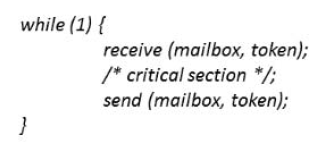 while (1) {
receive (mailbox, token);
/* critical section */;
send (mailbox, token);
}